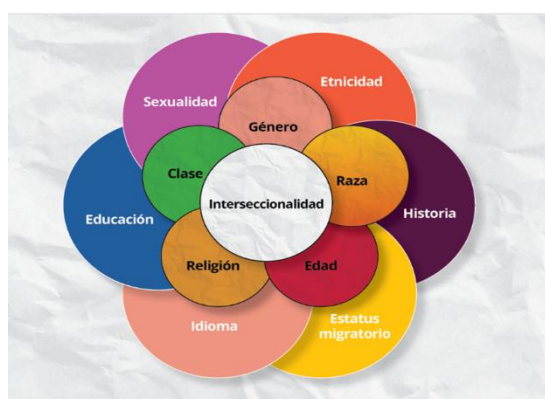 Sexualidad
Etnicidad
Género
Clase
Raza
Interseccionalidad
Educación
Historia
Religión
Edad
Idioma
Estatus
migratorio